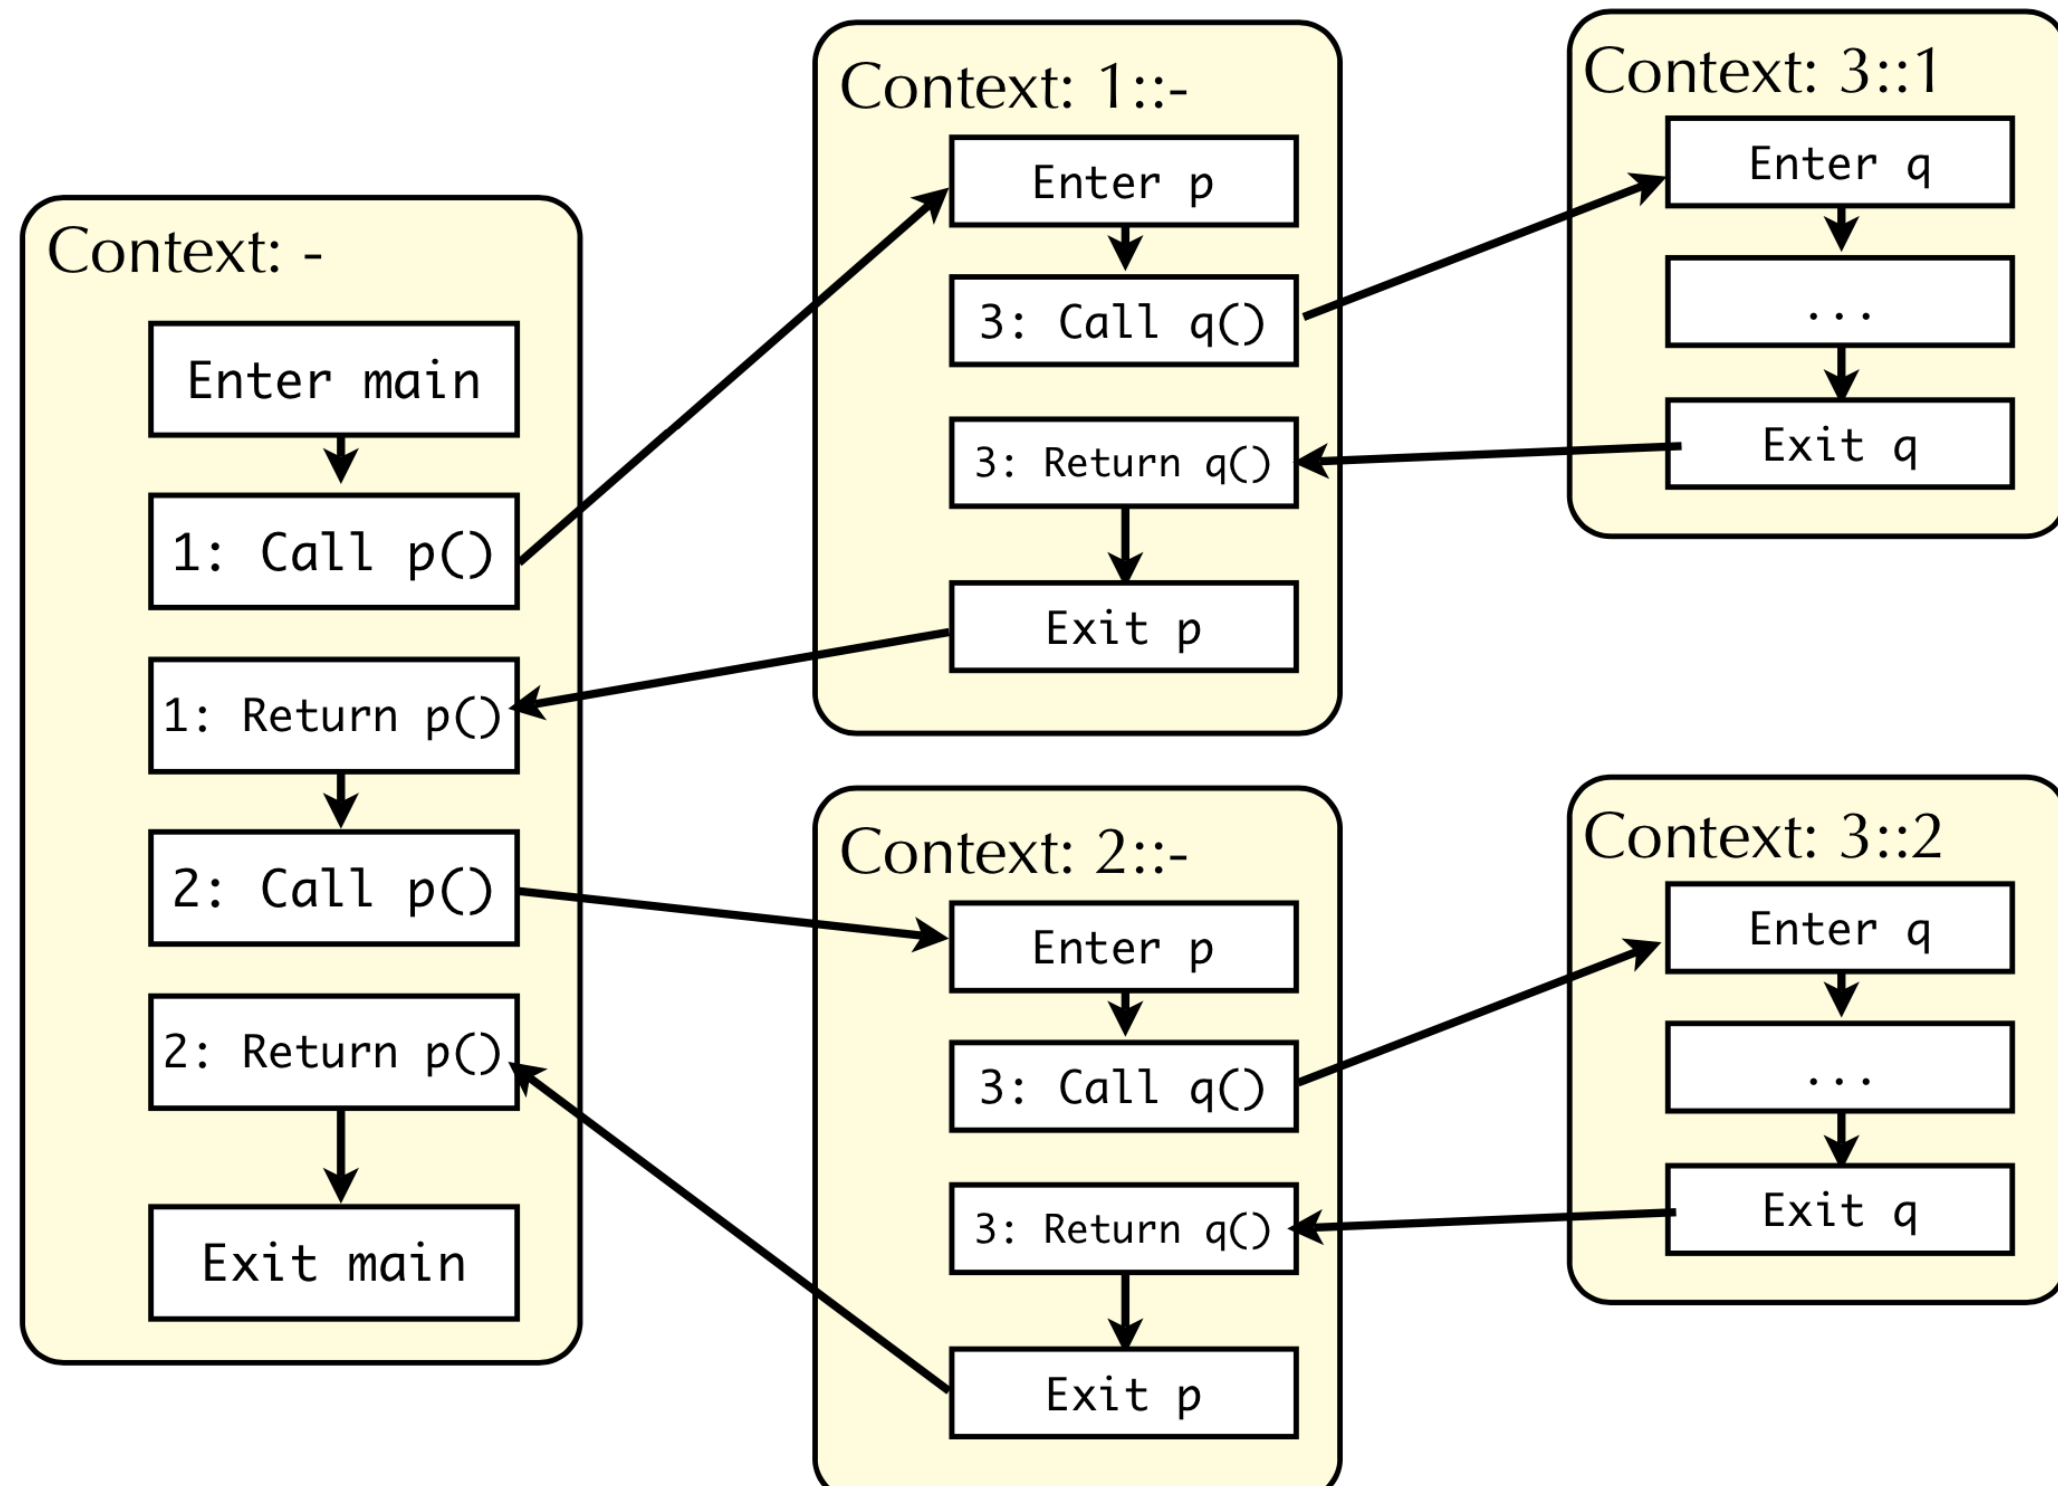 Context: -
Enter main
1: Call p()
1: Return p()
2: Call p()
2: Return p()
Exit main
Context: 1::-
Enter p
3: Call q()
3: Return q()
Exit p
Context: 3::1
Enter q
...
Exit q
Context: 2::-
Enter p
3: Call q()
3: Return q()
Exit p
Context: 3::2
Enter q
...
Exit q